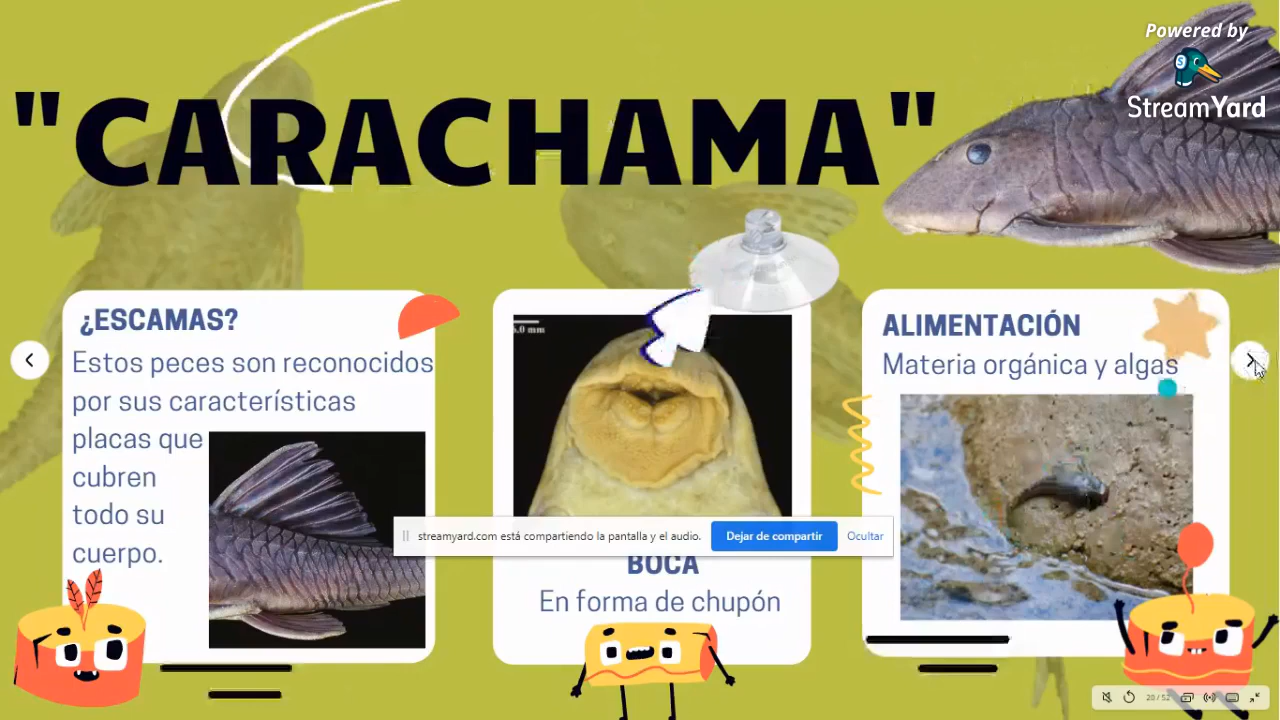 Powered by
StreamYard
"CARACHAMA"
¿ESCAMAS?
Estos peces son reconocidos
por sus características
placas que
cubren
todo su
cuerpo.
5.0 mm
BOCA
En forma de chupón
ALIMENTACIÓN
Materia orgánica y algas
streamyard.com está compartiendo la pantalla y el audio.
Dejar de compartir
Ocultar
20 / 52